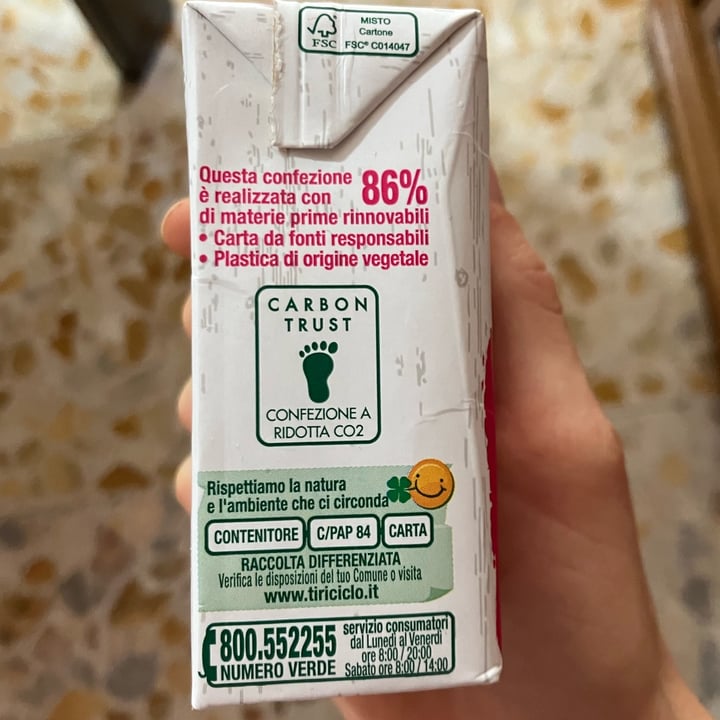 FSC
MISTO
Cartone
FSC® C014047
Questa confezione
è realizzata con 86%
di materie prime rinnovabili
• Carta da fonti responsabili
• Plastica di origine vegetale
CARBON
TRUST
CONFEZIONE A
RIDOTTA CO2
Rispettiamo la natura
e l'ambiente che ci circonda
CONTENITORE C/PAP 84 CARTA
RACCOLTA DIFFERENZIATA
Verifica le disposizioni del tuo Comune o visita
www.tiriciclo.it
800.552255
NUMERO VERDE
servizio consumatori
dal Lunedì al Venerdì
ore 8:00 / 20:00
Sabato ore 8:00 / 14:00